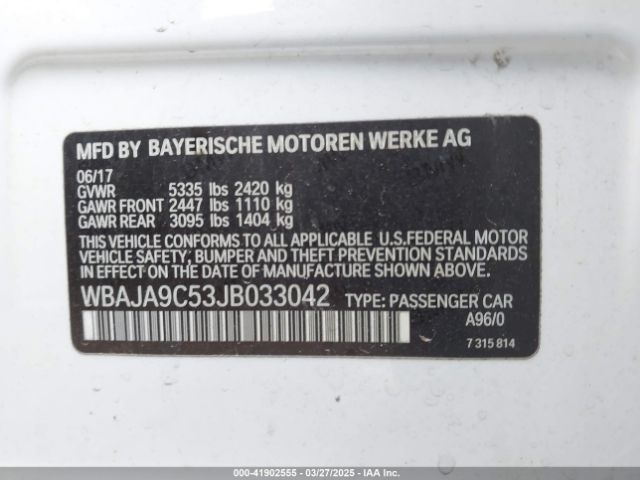 MFD BY BAYERISCHE MOTOREN WERKE AG
06/17
GVWR 5335 lbs 2420 kg
GAWR FRONT 2447 lbs 1110 kg
GAWR REAR 3095 lbs 1404 kg
THIS VEHICLE CONFORMS TO ALL APPLICABLE U.S.FEDERAL MOTOR
VEHICLE SAFETY, BUMPER AND THEFT PREVENTION STANDARDS
IN EFFECT ON THE DATE OF MANUFACTURE SHOWN ABOVE.
WBAJA9C53JB033042 TYPE: PASSENGER CAR
A96/0
7 315 814
000-41902555 - 03/27/2025 - IAA, Inc.